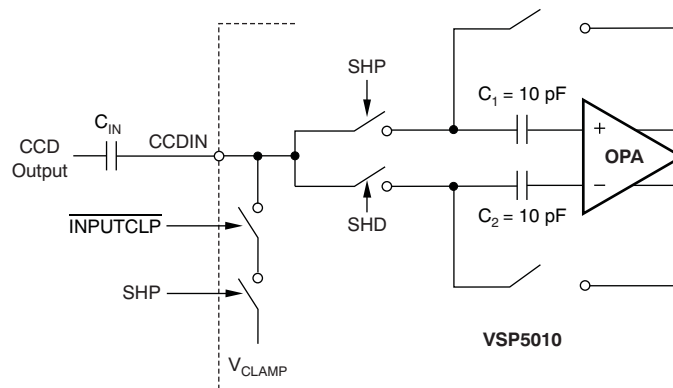 SHP
C1 = 10 pF
CIN
CCDIN
CCD
Output
+
OPA
−
INPUTCLP
SHD
C2 = 10 pF
SHP
VSP5010
VCLAMP